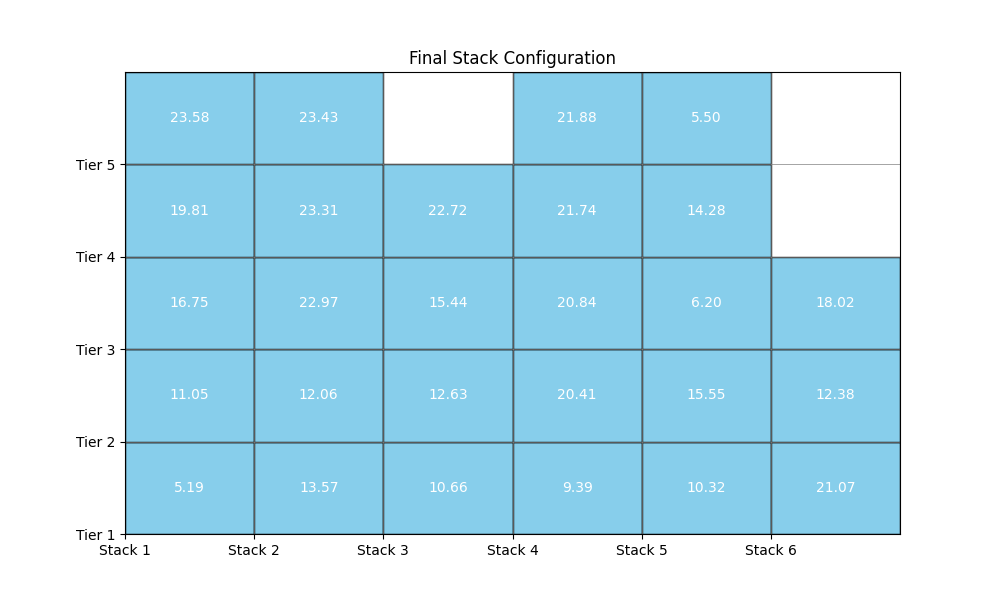 Final Stack Configuration
23.58 23.43 21.88 5.50
Tier 5
19.81 23.31 22.72 21.74 14.28
Tier 4
16.75 22.97 15.44 20.84 6.20 18.02
Tier 3
11.05 12.06 12.63 20.41 15.55 12.38
Tier 2
5.19 13.57 10.66 9.39 10.32 21.07
Tier 1
Stack 1 Stack 2 Stack 3 Stack 4 Stack 5 Stack 6